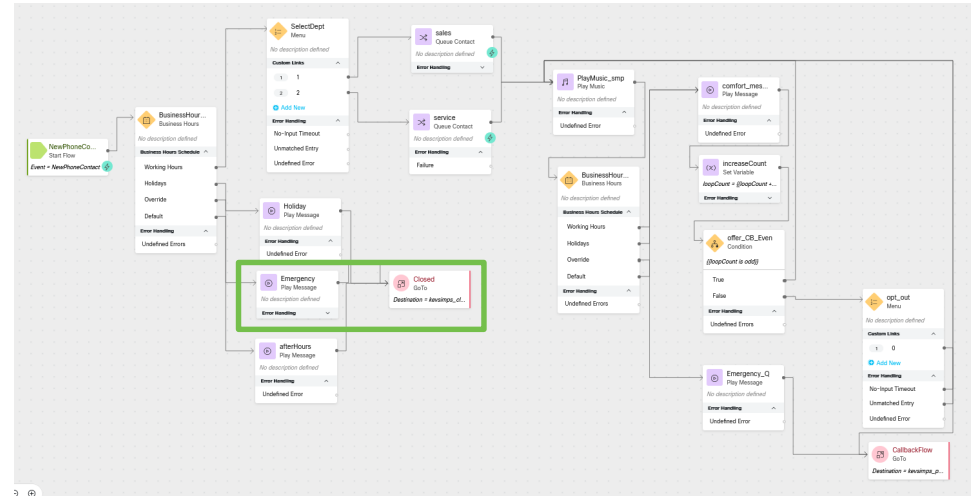 NewPhoneCo...
Start Flow
Event = NewPhoneContact
BusinessHour...
Business Hours
No description defined
Business Hours Schedule
Working Hours
Holidays
Override
Default
Error Handling
Undefined Errors
SelectDept
Menu
No description defined
Custom Links
1 1
2 2
Add New
Error Handling
No-Input Timeout
Unmatched Entry
Undefined Error
sales
Queue Contact
No description defined
Error Handling
service
Queue Contact
No description defined
Error Handling
Failure
Holiday
Play Message
No description defined
Error Handling
Undefined Error
Emergency
Play Message
No description defined
Error Handling
Closed
GoTo
Destination = kevsimps_cl...
afterHours
Play Message
No description defined
Error Handling
Undefined Error
PlayMusic_smp
Play Music
No description defined
Error Handling
Undefined Error
BusinessHour...
Business Hours
No description defined
Business Hours Schedule
Working Hours
Holidays
Override
Default
Error Handling
Undefined Errors
comfort_mes...
Play Message
No description defined
Error Handling
Undefined Error
increaseCount
Set Variable
loopCount = {{loopCount +...
Error Handling
offer_CB_Even
Condition
{{loopCount is odd}}
True
False
Error Handling
Undefined Errors
Emergency_Q
Play Message
No description defined
Error Handling
Undefined Error
opt_out
Menu
No description defined
Custom Links
1 0
Add New
Error Handling
No-Input Timeout
Unmatched Entry
Undefined Error
CallbackFlow
GoTo
Destination = kevsimps_p...